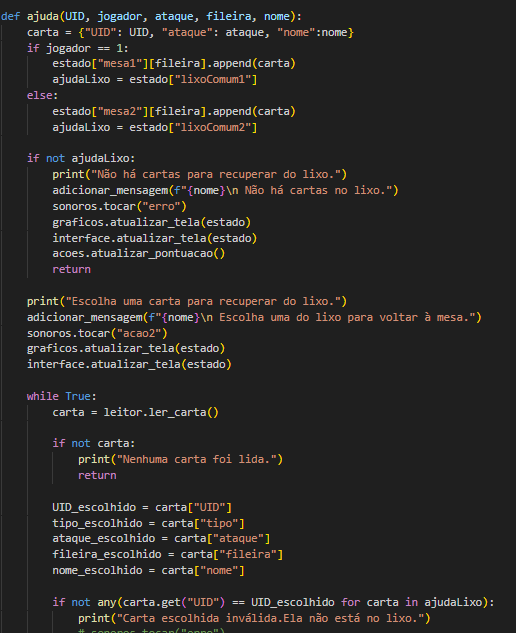 def ajuda(UID, jogador, ataque, fileira, nome):
    carta = {"UID": UID, "ataque": ataque, "nome":nome}
    if jogador == 1:
        estado["mesa1"][fileira].append(carta)
        ajudaLixo = estado["lixoComum1"]
    else:
        estado["mesa2"][fileira].append(carta)
        ajudaLixo = estado["lixoComum2"]
    if not ajudaLixo:
        print("Não há cartas para recuperar do lixo.")
        adicionar_mensagem(f"{nome}\n Não há cartas no lixo.")
        sonoros.tocar("erro")
        graficos.atualizar_tela(estado)
        interface.atualizar_tela(estado)
        acoes.atualizar_pontuacao()
        return
    print("Escolha uma carta para recuperar do lixo.")
    adicionar_mensagem(f"{nome}\n Escolha uma do lixo para voltar à mesa.")
    sonoros.tocar("acao2")
    graficos.atualizar_tela(estado)
    interface.atualizar_tela(estado)
    while True:
        carta = leitor.ler_carta()
        if not carta:
            print("Nenhuma carta foi lida.")
            return
        UID_escolhido = carta["UID"]
        tipo_escolhido = carta["tipo"]
        ataque_escolhido = carta["ataque"]
        fileira_escolhido = carta["fileira"]
        nome_escolhido = carta["nome"]
        if not any(carta.get("UID") == UID_escolhido for carta in ajudaLixo):
            print("Carta escolhida inválida.Ela não está no lixo.")
            # sonoros.tocar("erro")